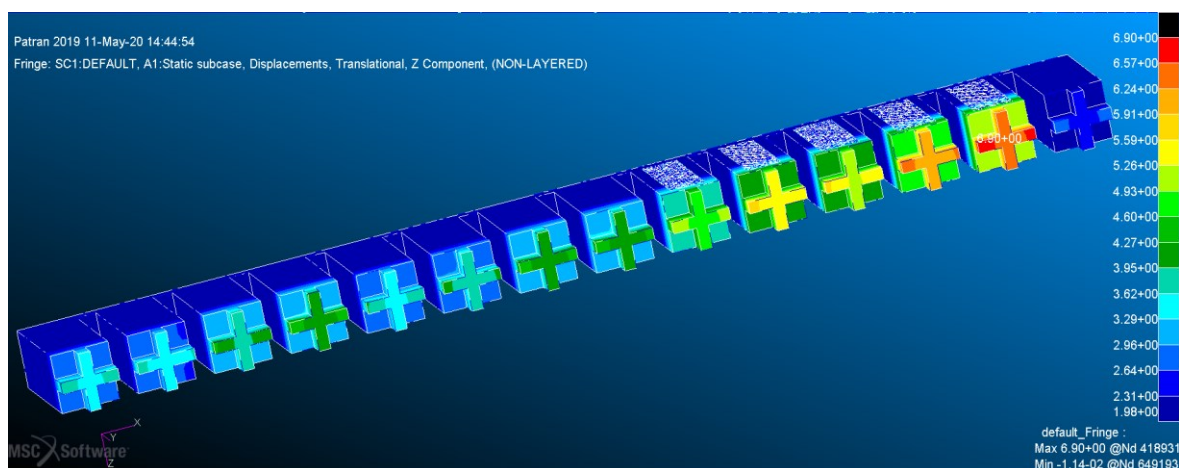 Patran 2019 11-May-20 14:44:54
Fringe: SC1:DEFAULT, A1:Static subcase, Displacements, Translational, Z Component, (NON-LAYERED)
6.90+00
6.57+00
6.24+00
5.91+00
5.59+00
5.26+00
4.93+00
4.60+00
4.27+00
3.95+00
3.62+00
3.29+00
2.96+00
2.64+00
2.31+00
1.98+00
6.90+00
X
Y
Z
MSC Software
default_Fringe :
Max 6.90+00 @Nd 418931
Min -1.14-02 @Nd 649193